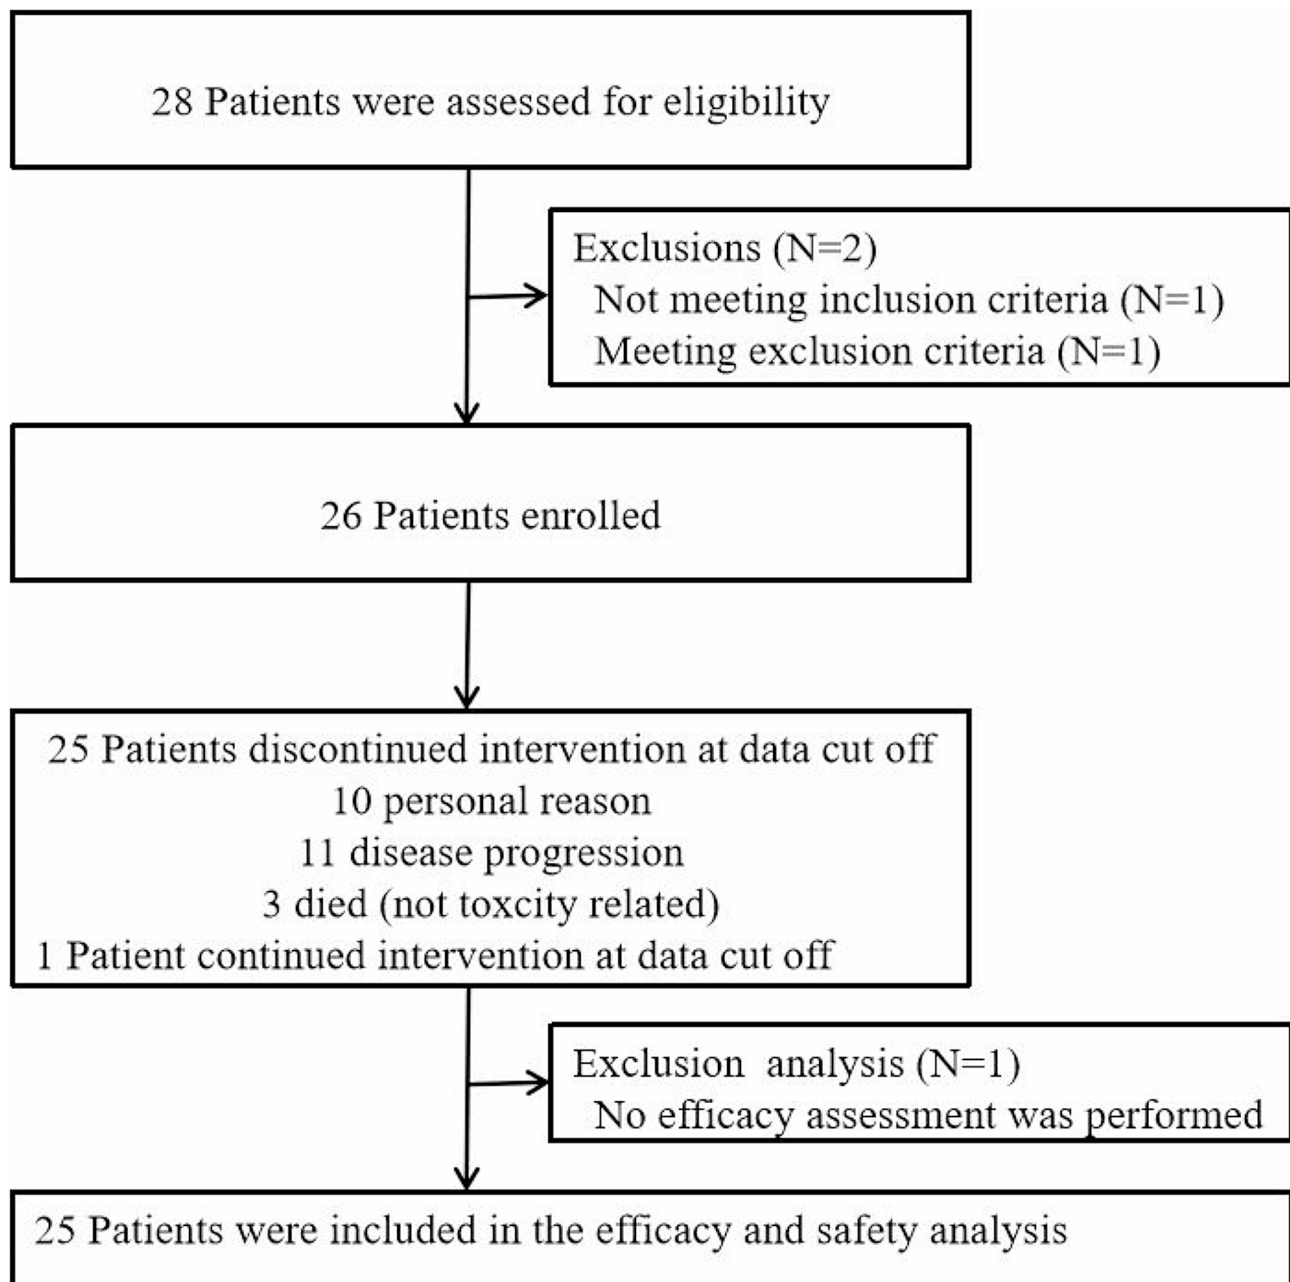 28 Patients were assessed for eligibility
Exclusions (N=2)
Not meeting inclusion criteria (N=1)
Meeting exclusion criteria (N=1)
26 Patients enrolled
25 Patients discontinued intervention at data cut off
10 personal reason
11 disease progression
3 died (not toxcity related)
1 Patient continued intervention at data cut off
Exclusion analysis (N=1)
No efficacy assessment was performed
25 Patients were included in the efficacy and safety analysis